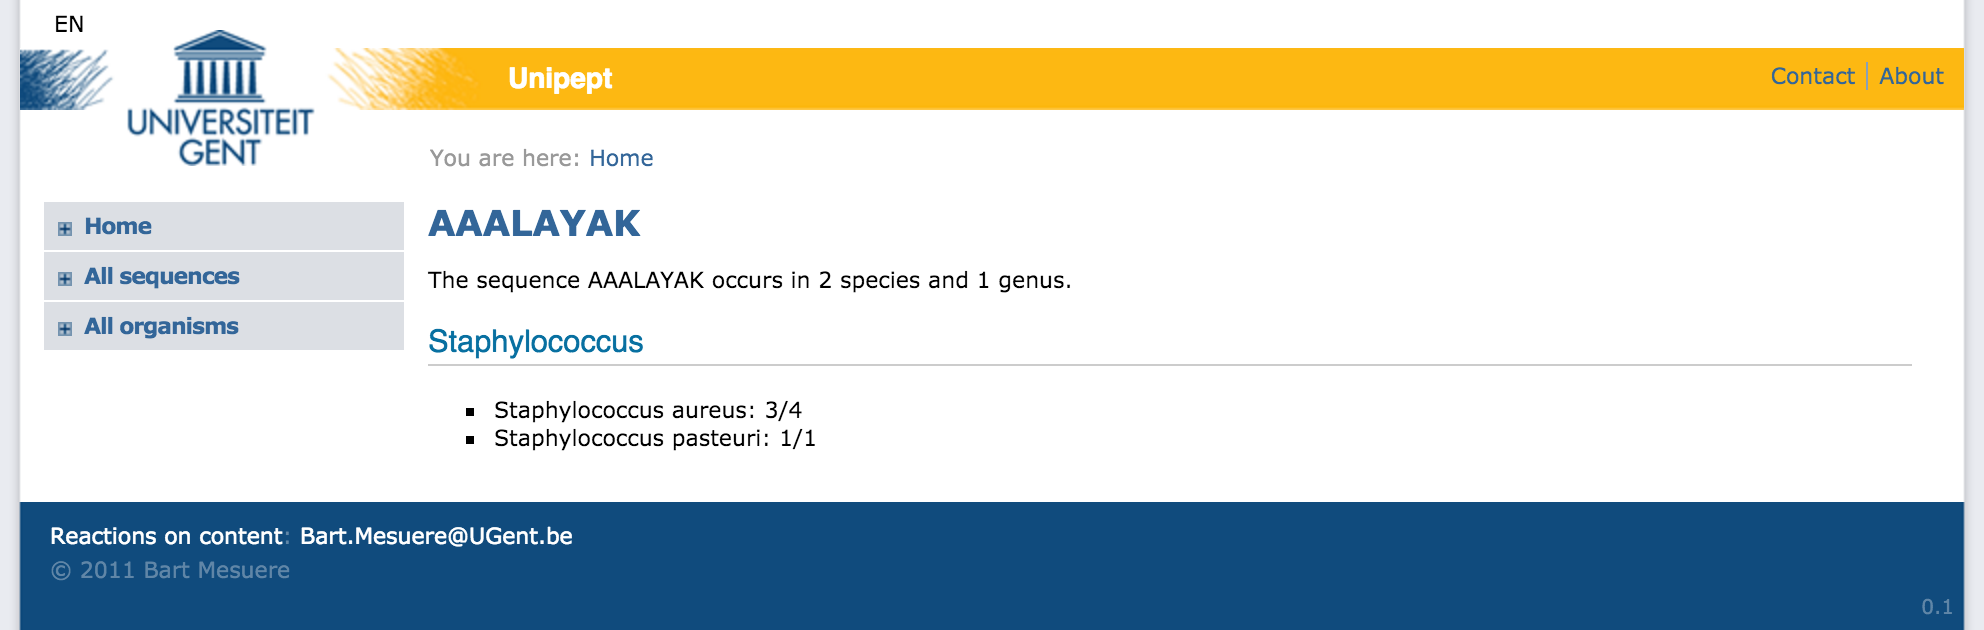 EN
UNIVERSITEIT
GENT
Unipept
Contact | About
You are here: Home
Home
All sequences
All organisms
AAALAYAK
The sequence AAALAYAK occurs in 2 species and 1 genus.
Staphylococcus
Staphylococcus aureus: 3/4
Staphylococcus pasteuri: 1/1
Reactions on content: Bart.Mesuere@UGent.be
© 2011 Bart Mesuere
0.1